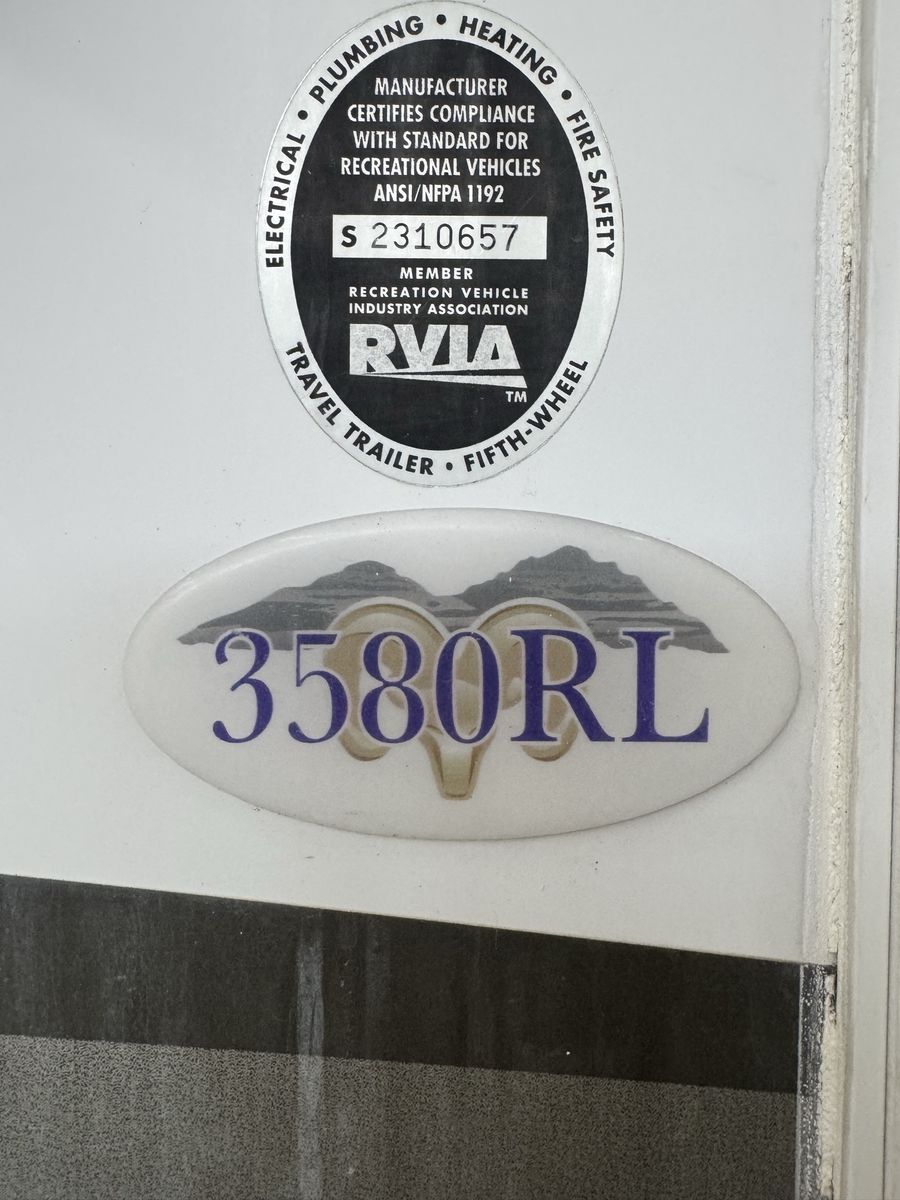 ELECTRICAL • PLUMBING • HEATING • FIRE SAFETY
MANUFACTURER
CERTIFIES COMPLIANCE
WITH STANDARD FOR
RECREATIONAL VEHICLES
ANSI/NFPA 1192
S 2310657
MEMBER
RECREATION VEHICLE
INDUSTRY ASSOCIATION
RVIA
TM
TRAVEL TRAILER • FIFTH-WHEEL
3580RL